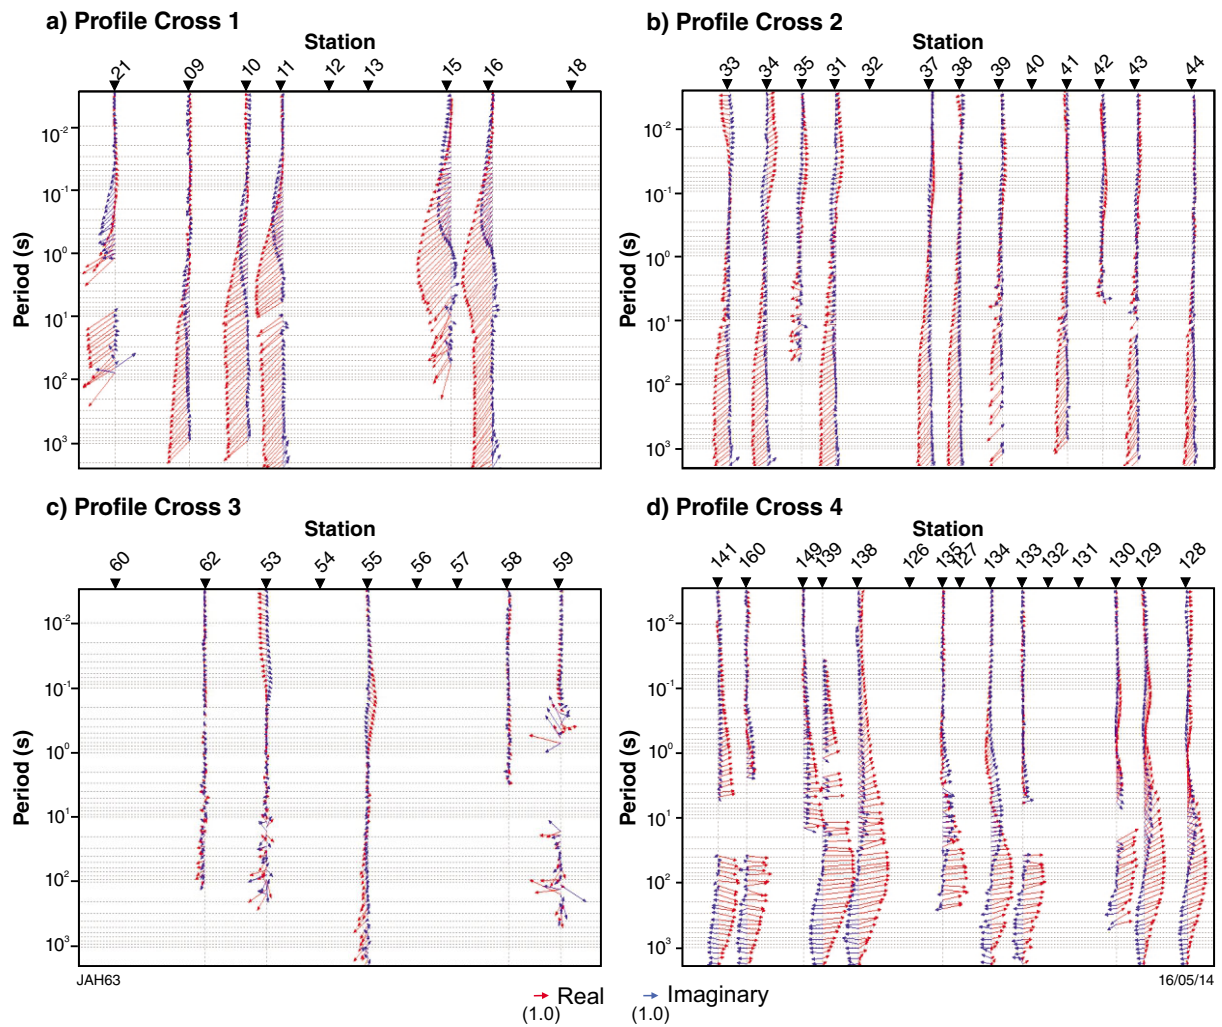 a) Profile Cross 1
Station
21 09 10 11 12 13 15 16 18
Period (s)
10-2
10-1
100
101
102
103
b) Profile Cross 2
Station
33 34 35 31 32 37 38 39 40 41 42 43 44
Period (s)
10-2
10-1
100
101
102
103
c) Profile Cross 3
Station
60 62 53 54 55 56 57 58 59
Period (s)
10-2
10-1
100
101
102
103
d) Profile Cross 4
Station
141 160 149 139 138 126 135 127 134 133 132 131 130 129 128
Period (s)
10-2
10-1
100
101
102
103
JAH63
16/05/14
Real
(1.0)
Imaginary
(1.0)